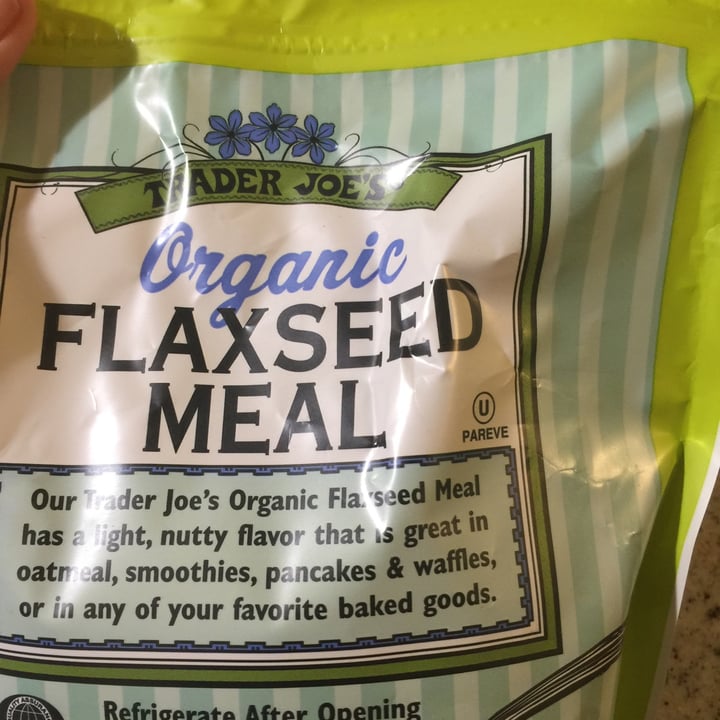 TRADER JOE'S
Organic
FLAXSEED
MEAL
U
PAREVE
Our Trader Joe's Organic Flaxseed Meal
has a light, nutty flavor that is great in
oatmeal, smoothies, pancakes & waffles,
or in any of your favorite baked goods.
Refrigerate After Opening